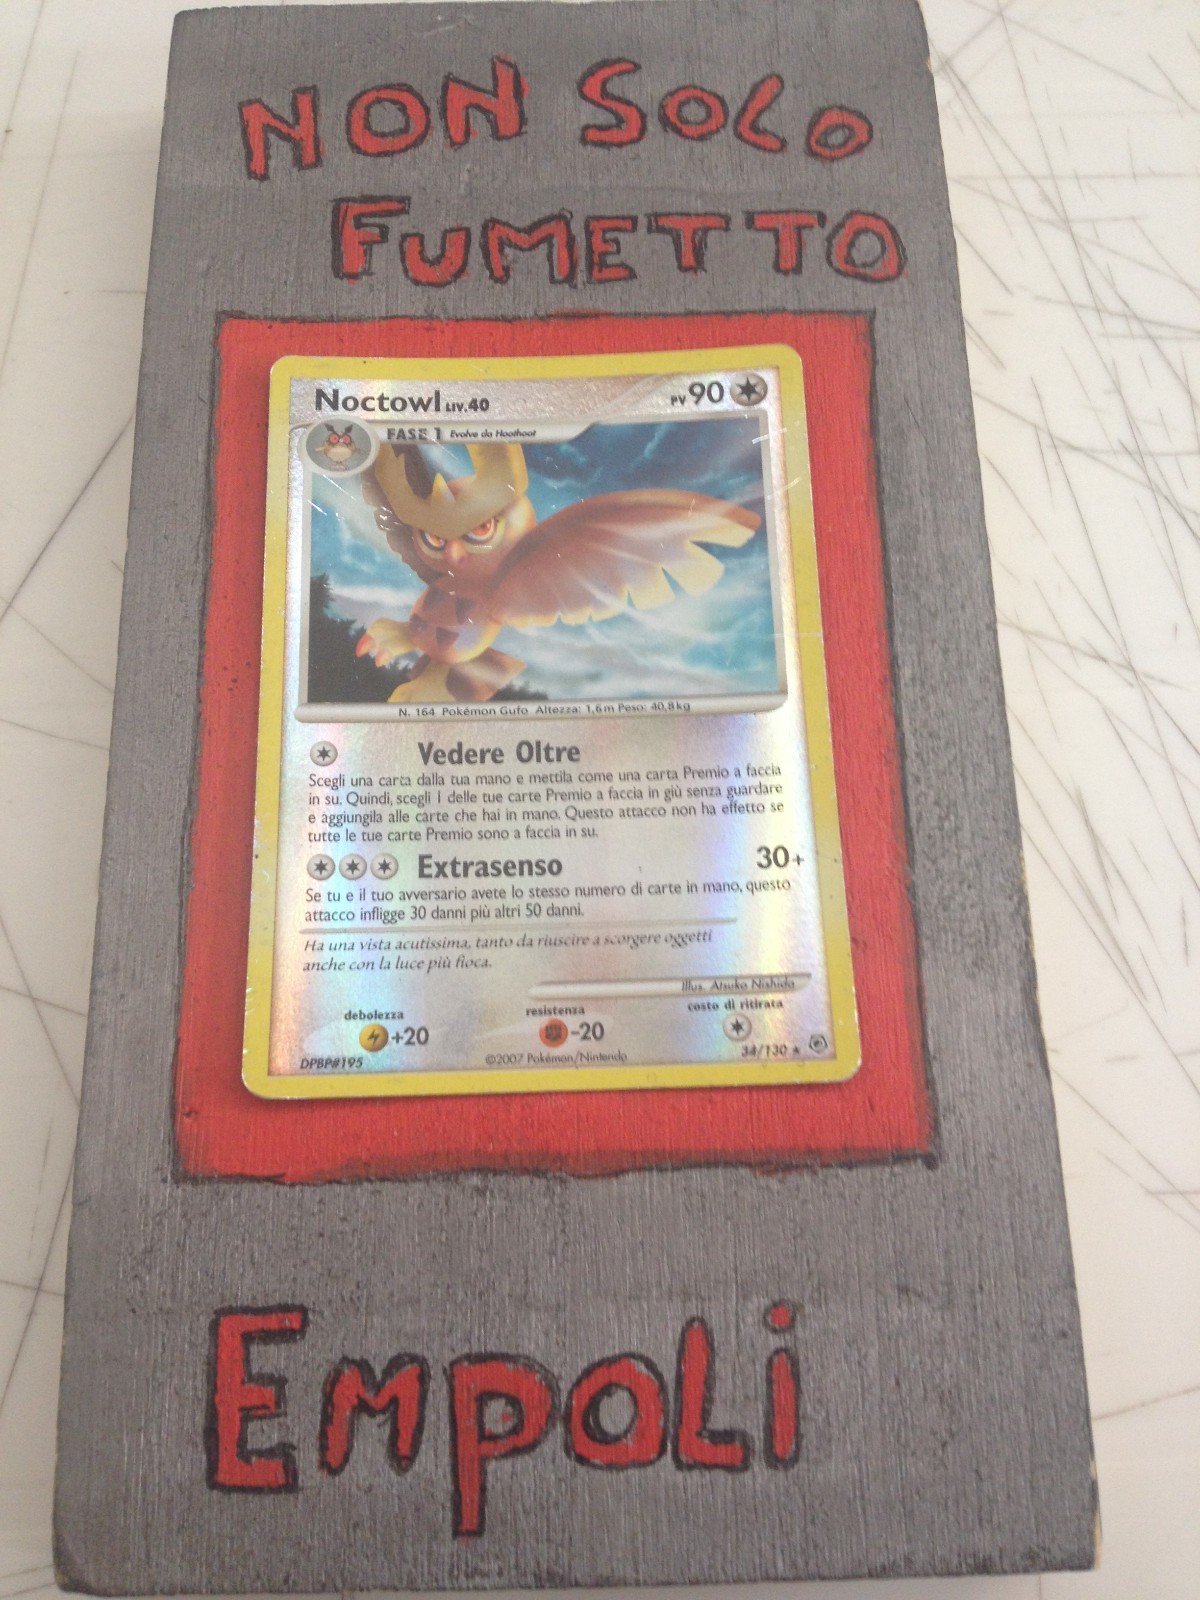 NON SOLO
FUMETTO
Noctowl LIV.40 PV 90
FASE 1 Evolve da Hoothoot
N. 164 Pokémon Gufo Altezza: 1,6m Peso: 40,8kg
Vedere Oltre
Scegli una carta dalla tua mano e mettila come una carta Premio a faccia
in su. Quindi, scegli 1 delle tue carte Premio a faccia in giù senza guardare
e aggiungila alle carte che hai in mano. Questo attacco non ha effetto se
tutte le tue carte Premio sono a faccia in su.
Extrasenso 30+
Se tu e il tuo avversario avete lo stesso numero di carte in mano, questo
attacco infligge 30 danni più altri 50 danni.
Ha una vista acutissima, tanto da riuscire a scorgere oggetti
anche con la luce più fioca.
Illus. Atsuko Nishida
debolezza resistenza costo di ritirata
+20 -20
DPBP#195 ©2007 Pokémon/Nintendo 34/130 ★
EMPOLi